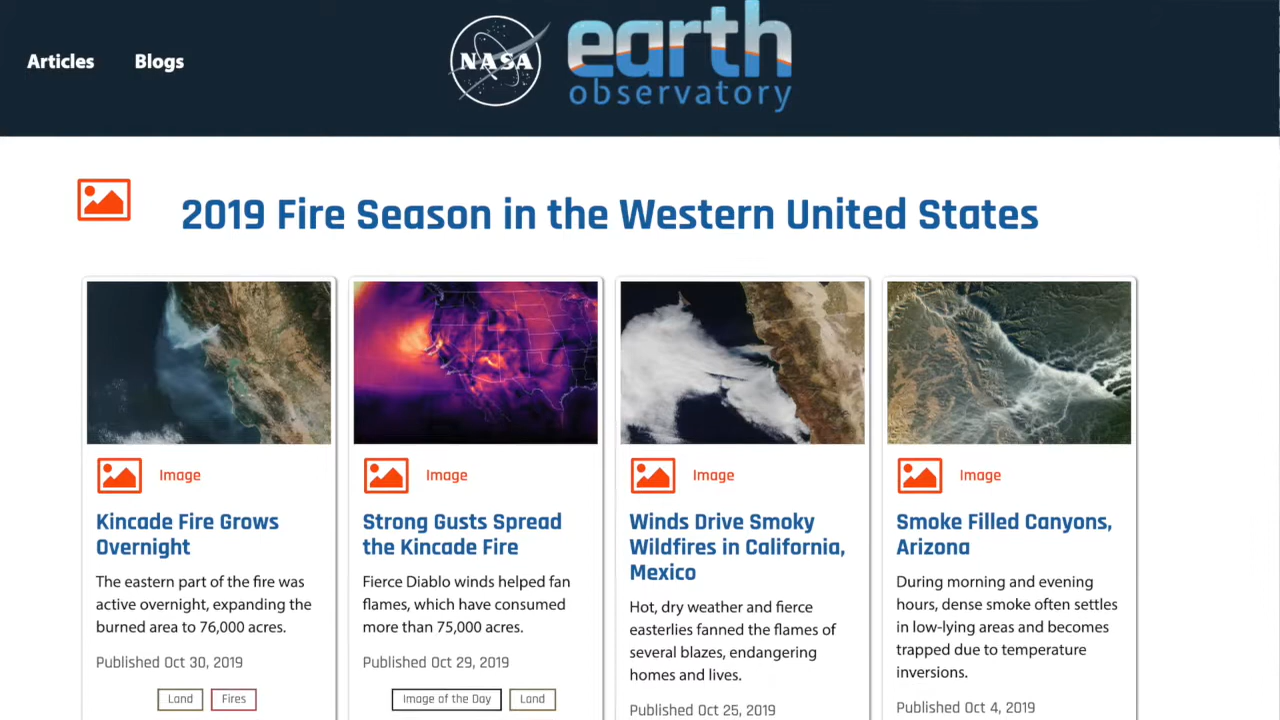 Articles Blogs
NASA
earth
observatory
2019 Fire Season in the Western United States
Image
Kincade Fire Grows
Overnight
The eastern part of the fire was
active overnight, expanding the
burned area to 76,000 acres.
Published Oct 30, 2019
Land Fires
Image
Strong Gusts Spread
the Kincade Fire
Fierce Diablo winds helped fan
flames, which have consumed
more than 75,000 acres.
Published Oct 29, 2019
Image of the Day Land
Image
Winds Drive Smoky
Wildfires in California,
Mexico
Hot, dry weather and fierce
easterlies fanned the flames of
several blazes, endangering
homes and lives.
Published Oct 25, 2019
Image
Smoke Filled Canyons,
Arizona
During morning and evening
hours, dense smoke often settles
in low-lying areas and becomes
trapped due to temperature
inversions.
Published Oct 4, 2019